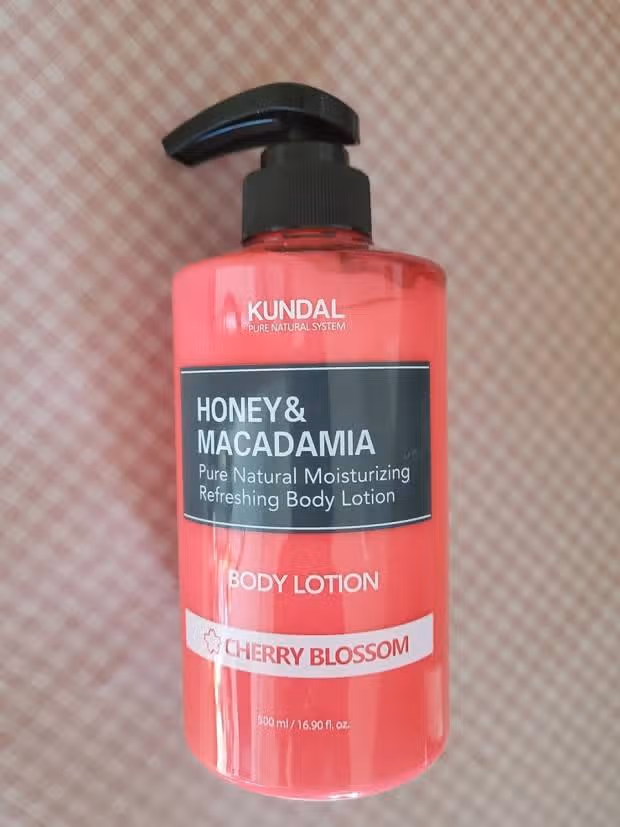 KUNDAL
PURE NATURAL SYSTEM
HONEY&
MACADAMIA
Pure Natural Moisturizing
Refreshing Body Lotion
BODY LOTION
CHERRY BLOSSOM
500 ml / 16.90 fl. oz.